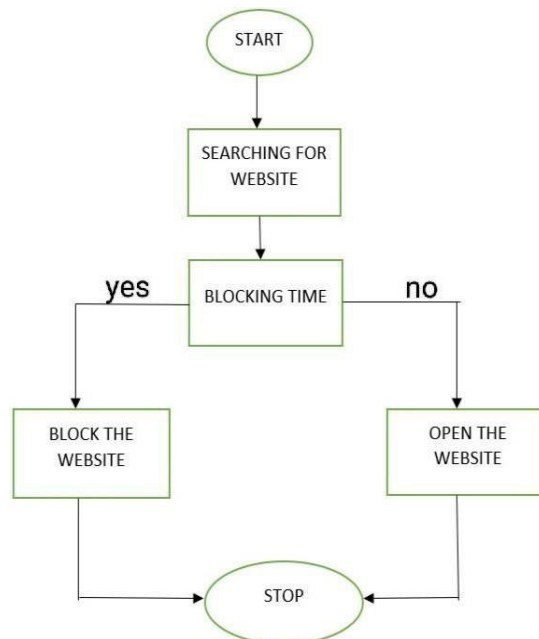 START
SEARCHING FOR
WEBSITE
yes
BLOCKING TIME
no
BLOCK THE
WEBSITE
OPEN THE
WEBSITE
STOP